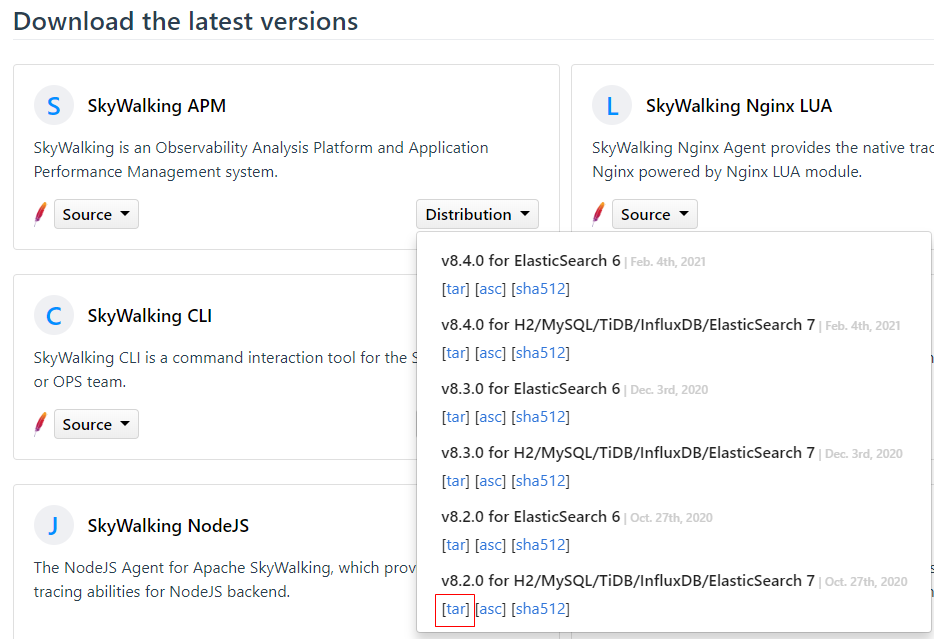 Download the latest versions
S SkyWalking APM
SkyWalking is an Observability Analysis Platform and Application
Performance Management system.
Source
Distribution
L SkyWalking Nginx LUA
SkyWalking Nginx Agent provides the native
Nginx powered by Nginx LUA module.
Source
v8.4.0 for ElasticSearch 6 | Feb. 4th, 2021
[tar] [asc] [sha512]
v8.4.0 for H2/MySQL/TiDB/InfluxDB/ElasticSearch 7 | Feb. 4th, 2021
[tar] [asc] [sha512]
v8.3.0 for ElasticSearch 6 | Dec. 3rd, 2020
[tar] [asc] [sha512]
v8.3.0 for H2/MySQL/TiDB/InfluxDB/ElasticSearch 7 | Dec. 3rd, 2020
[tar] [asc] [sha512]
v8.2.0 for ElasticSearch 6 | Oct. 27th, 2020
[tar] [asc] [sha512]
v8.2.0 for H2/MySQL/TiDB/InfluxDB/ElasticSearch 7 | Oct. 27th, 2020
[tar] [asc] [sha512]
C SkyWalking CLI
SkyWalking CLI is a command interaction tool for the
or OPS team.
Source
J SkyWalking NodeJS
The NodeJS Agent for Apache SkyWalking, which
tracing abilities for NodeJS backend.